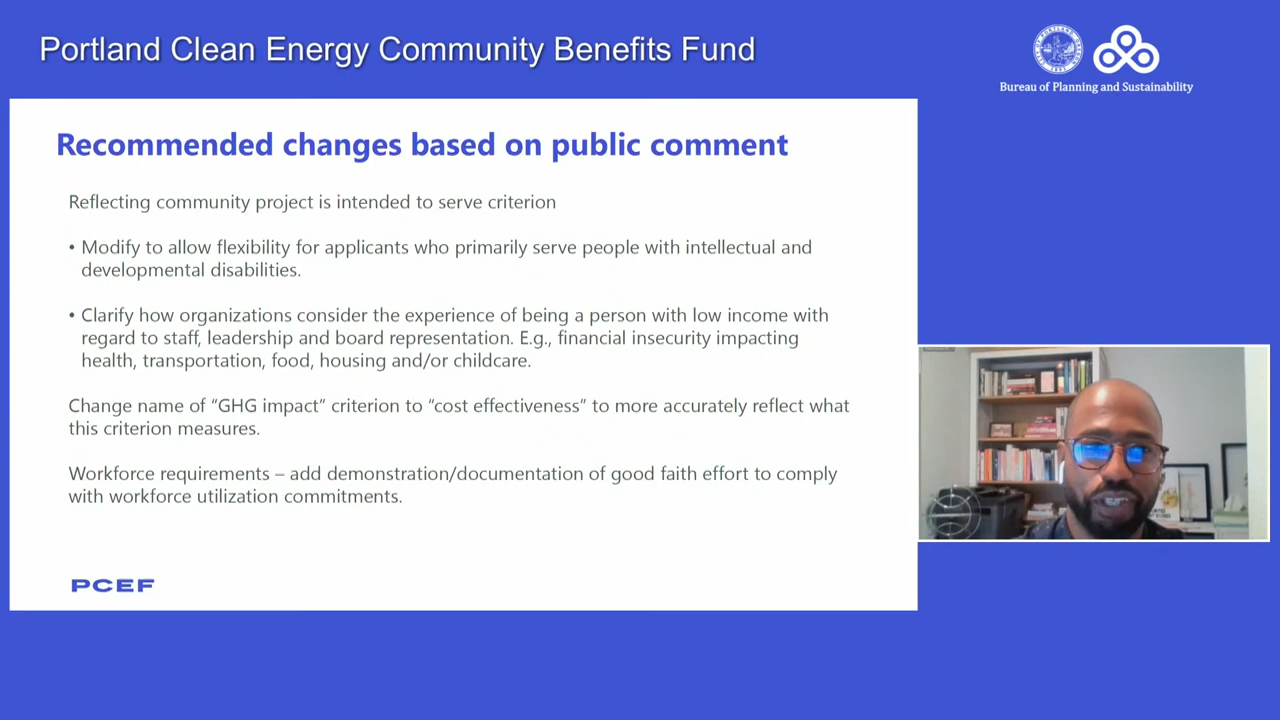 Portland Clean Energy Community Benefits Fund
Bureau of Planning and Sustainability
Recommended changes based on public comment
Reflecting community project is intended to serve criterion
• Modify to allow flexibility for applicants who primarily serve people with intellectual and
developmental disabilities.
• Clarify how organizations consider the experience of being a person with low income with
regard to staff, leadership and board representation. E.g., financial insecurity impacting
health, transportation, food, housing and/or childcare.
Change name of “GHG impact” criterion to “cost effectiveness” to more accurately reflect what
this criterion measures.
Workforce requirements – add demonstration/documentation of good faith effort to comply
with workforce utilization commitments.
PCEF